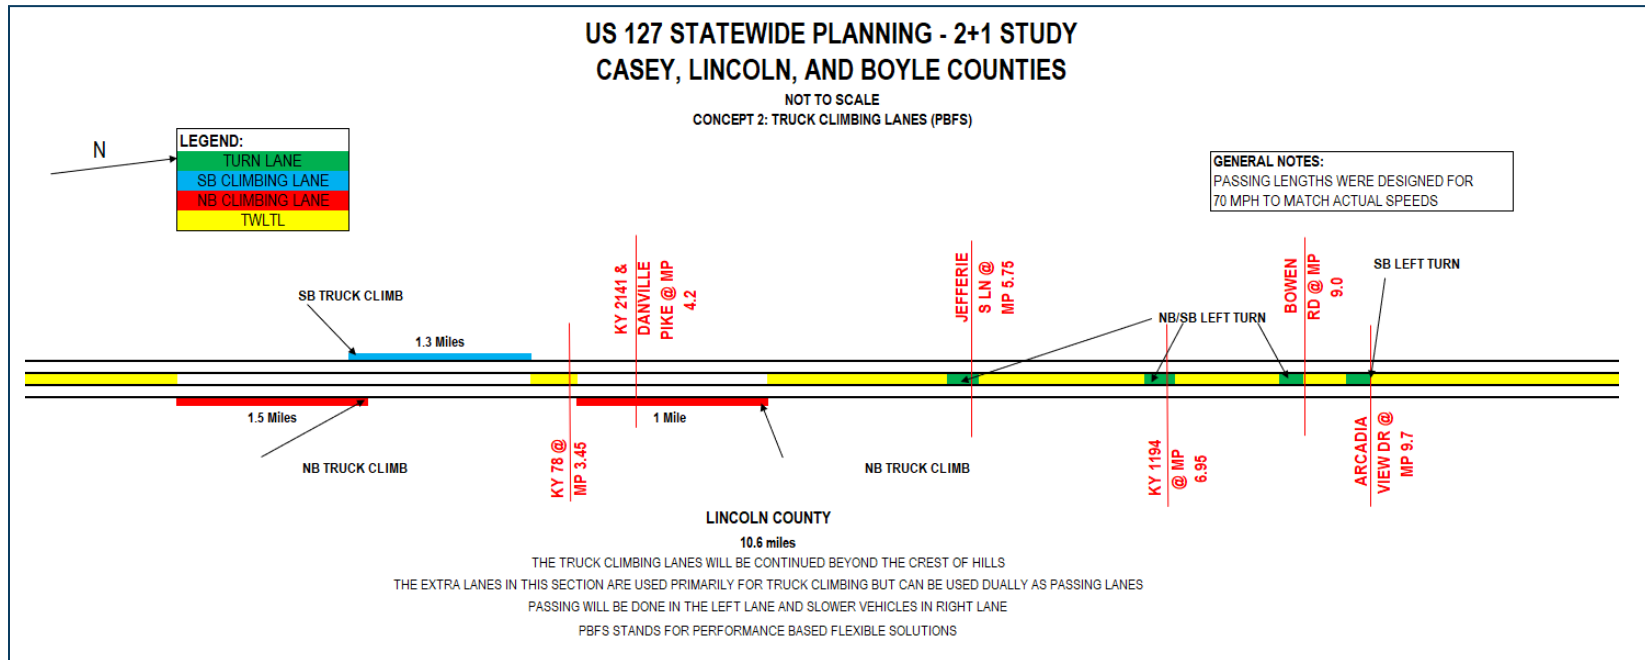 US 127 STATEWIDE PLANNING - 2+1 STUDY
CASEY, LINCOLN, AND BOYLE COUNTIES
NOT TO SCALE
CONCEPT 2: TRUCK CLIMBING LANES (PBFS)
N
LEGEND:
TURN LANE
SB CLIMBING LANE
NB CLIMBING LANE
TWLTL
GENERAL NOTES:
PASSING LENGTHS WERE DESIGNED FOR
70 MPH TO MATCH ACTUAL SPEEDS
SB TRUCK CLIMB
1.3 Miles
KY 2141 &
DANVILLE
PIKE @ MP
4.2
JEFFERIE
S LN @
MP 5.75
NB/SB LEFT TURN
BOWEN
RD @ MP
9.0
SB LEFT TURN
1.5 Miles
NB TRUCK CLIMB
KY 78 @
MP 3.45
1 Mile
NB TRUCK CLIMB
KY 1194
@ MP
6.95
ARCADIA
VIEW DR @
MP 9.7
LINCOLN COUNTY
10.6 miles
THE TRUCK CLIMBING LANES WILL BE CONTINUED BEYOND THE CREST OF HILLS
THE EXTRA LANES IN THIS SECTION ARE USED PRIMARILY FOR TRUCK CLIMBING BUT CAN BE USED DUALLY AS PASSING LANES
PASSING WILL BE DONE IN THE LEFT LANE AND SLOWER VEHICLES IN RIGHT LANE
PBFS STANDS FOR PERFORMANCE BASED FLEXIBLE SOLUTIONS